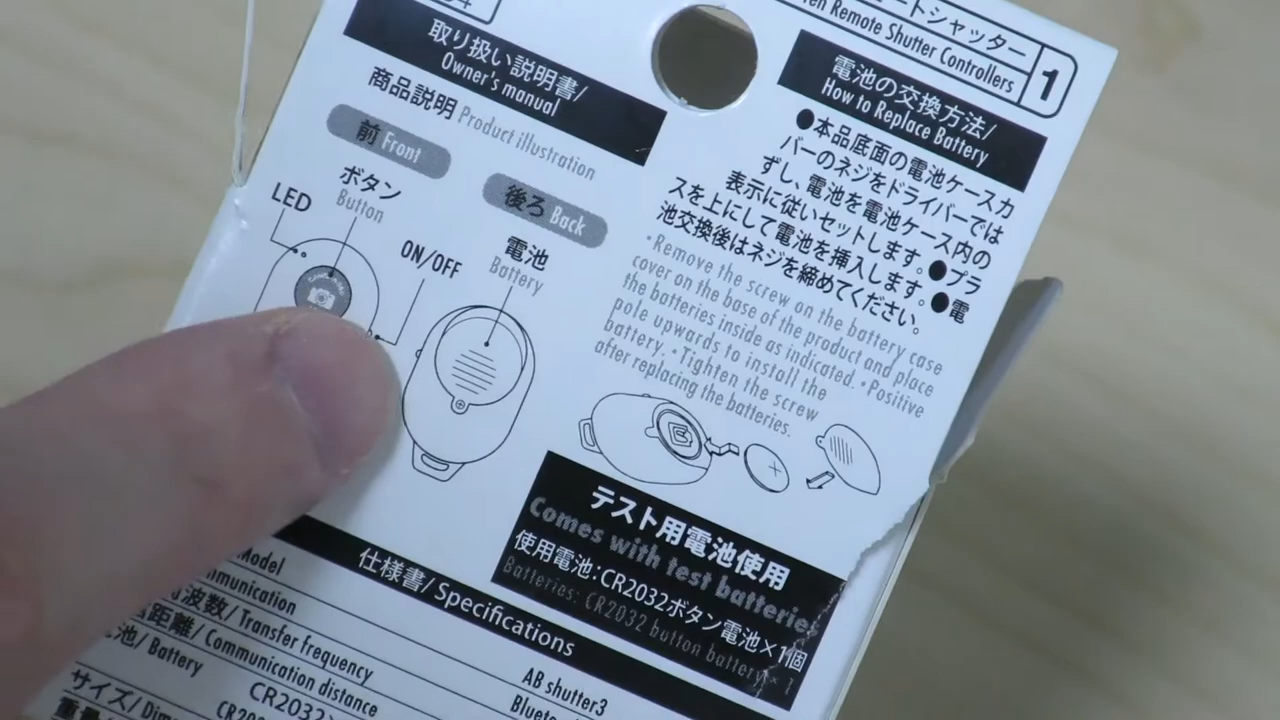 ートシャッター
Remote Shutter Controllers
1
取り扱い説明書/
Owner's manual
商品説明 Product illustration
前 Front
後ろ Back
LED
ボタン
Button
ON/OFF
電池
Battery
電池の交換方法/
How to Replace Battery
●本品底面の電池ケースカ
バーのネジをドライバーでは
ずし、電池を電池ケース内の
表示に従いセットします。●プラ
スを上にして電池を挿入します。●電
池交換後はネジを締めてください。
・Remove the screw on the battery case
cover on the base of the product and place
the batteries inside as indicated. ・Positive
pole upwards to install the
battery. ・Tighten the screw
after replacing the batteries.
テスト用電池使用
Comes with test batteries
使用電池:CR2032ボタン電池×1個
Batteries: CR2032 button battery × 1
仕様書/ Specifications
Model
AB shutter3
波数/ Transfer frequency
距離/ Communication distance
池/ Battery
CR2032
サイズ/